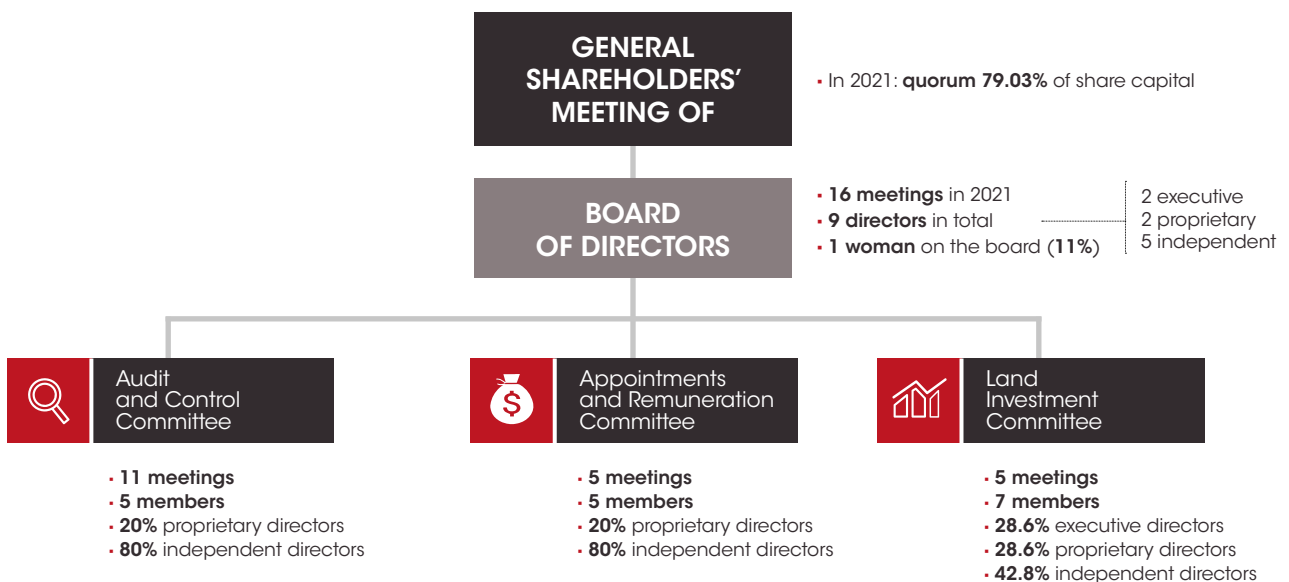 GENERAL
SHAREHOLDERS’
MEETING OF
▪ In 2021: quorum 79.03% of share capital
BOARD
OF DIRECTORS
▪ 16 meetings in 2021
▪ 9 directors in total
▪ 1 woman on the board (11%)
2 executive
2 proprietary
5 independent
Audit
and Control
Committee
▪ 11 meetings
▪ 5 members
▪ 20% proprietary directors
▪ 80% independent directors
$
Appointments
and Remuneration
Committee
▪ 5 meetings
▪ 5 members
▪ 20% proprietary directors
▪ 80% independent directors
Land
Investment
Committee
▪ 5 meetings
▪ 7 members
▪ 28.6% executive directors
▪ 28.6% proprietary directors
▪ 42.8% independent directors